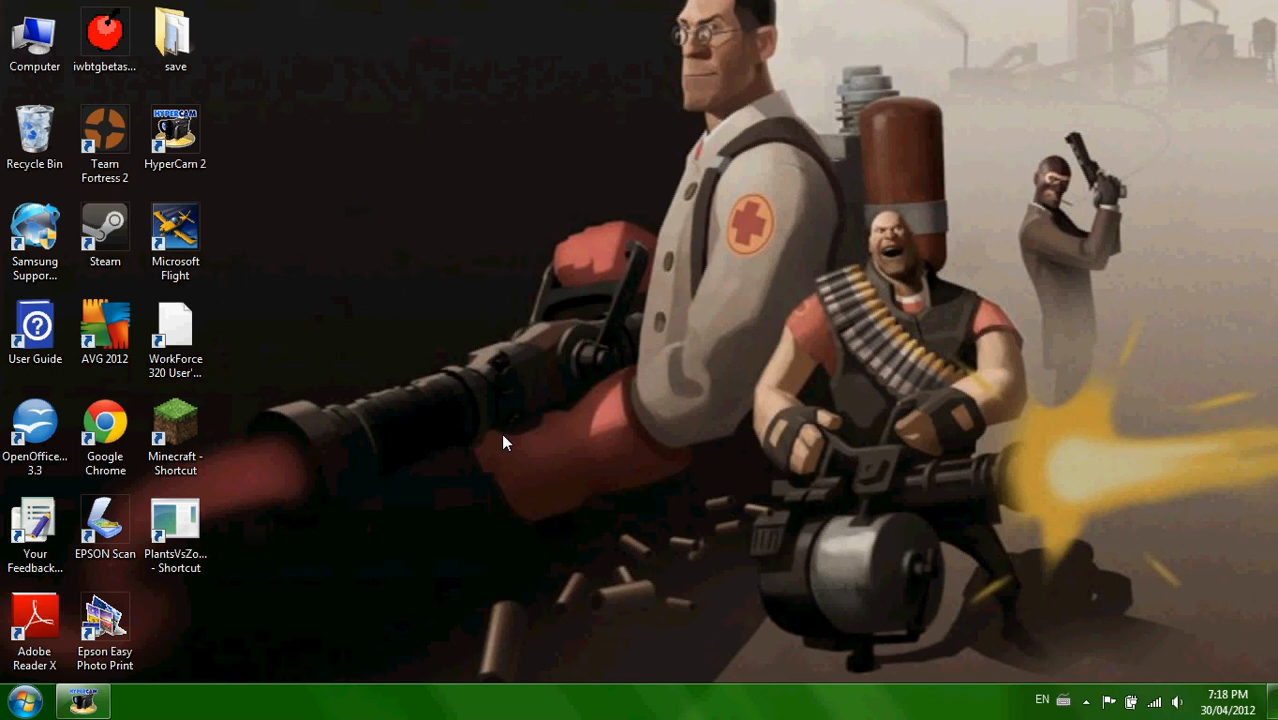 Computer
iwbtgbetas...
save
Recycle Bin
Team
Fortress 2
HYPERCAM
HyperCam 2
Samsung
Suppor...
Steam
Microsoft
Flight
User Guide
AVG 2012
WorkForce
320 User'...
OpenOffice...
3.3
Google
Chrome
Minecraft -
Shortcut
Your
Feedback...
EPSON Scan
PlantsVsZo...
- Shortcut
Adobe
Reader X
Epson Easy
Photo Print
HYPERCAM
EN
7:18 PM
30/04/2012